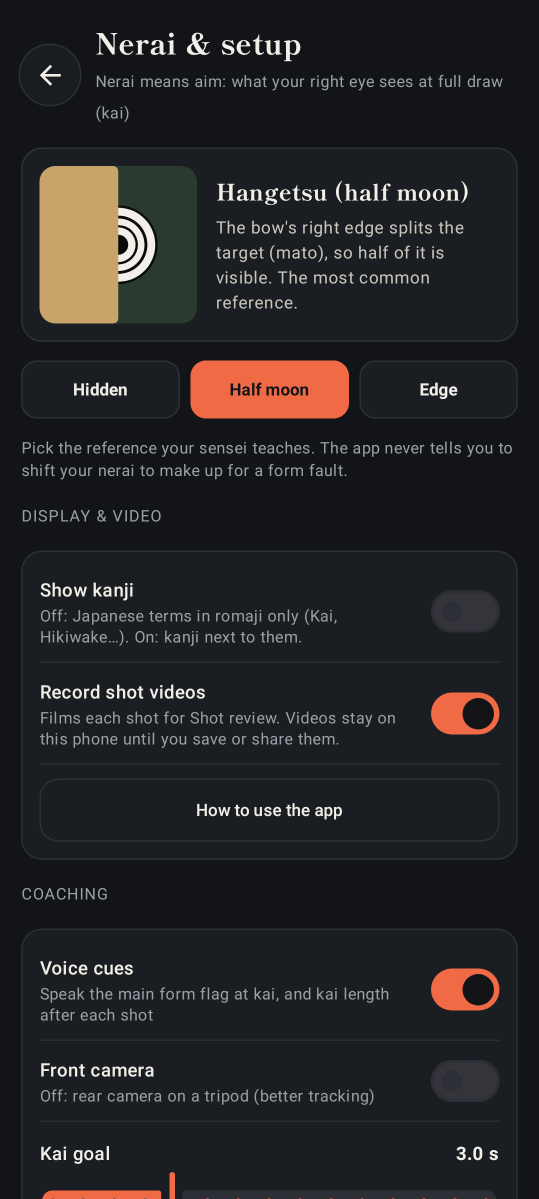 Nerai & setup
Nerai means aim: what your right eye sees at full draw
(kai)
Hangetsu (half moon)
The bow's right edge splits the
target (mato), so half of it is
visible. The most common
reference.
Hidden
Half moon
Edge
Pick the reference your sensei teaches. The app never tells you to
shift your nerai to make up for a form fault.
DISPLAY & VIDEO
Show kanji
Off: Japanese terms in romaji only (Kai,
Hikiwake…). On: kanji next to them.
Record shot videos
Films each shot for Shot review. Videos stay on
this phone until you save or share them.
How to use the app
COACHING
Voice cues
Speak the main form flag at kai, and kai length
after each shot
Front camera
Off: rear camera on a tripod (better tracking)
Kai goal
3.0 s